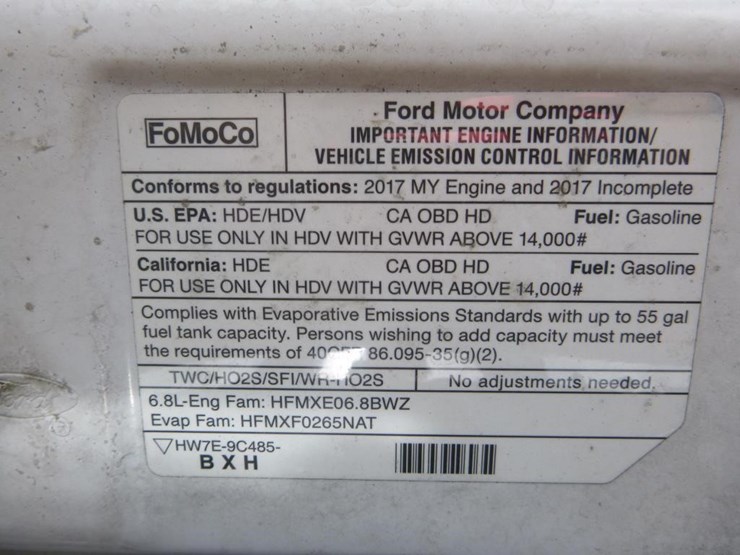 FoMoCo
Ford Motor Company
IMPORTANT ENGINE INFORMATION/
VEHICLE EMISSION CONTROL INFORMATION
Conforms to regulations: 2017 MY Engine and 2017 Incomplete
U.S. EPA: HDE/HDV CA OBD HD Fuel: Gasoline
FOR USE ONLY IN HDV WITH GVWR ABOVE 14,000#
California: HDE CA OBD HD Fuel: Gasoline
FOR USE ONLY IN HDV WITH GVWR ABOVE 14,000#
Complies with Evaporative Emissions Standards with up to 55 gal
fuel tank capacity. Persons wishing to add capacity must meet
the requirements of 86.095-35(g)(2).
TWC/HO2S/SFI/WR-HO2S No adjustments needed.
6.8L-Eng Fam: HFMXE06.8BWZ
Evap Fam: HFMXF0265NAT
HW7E-9C485-
B X H